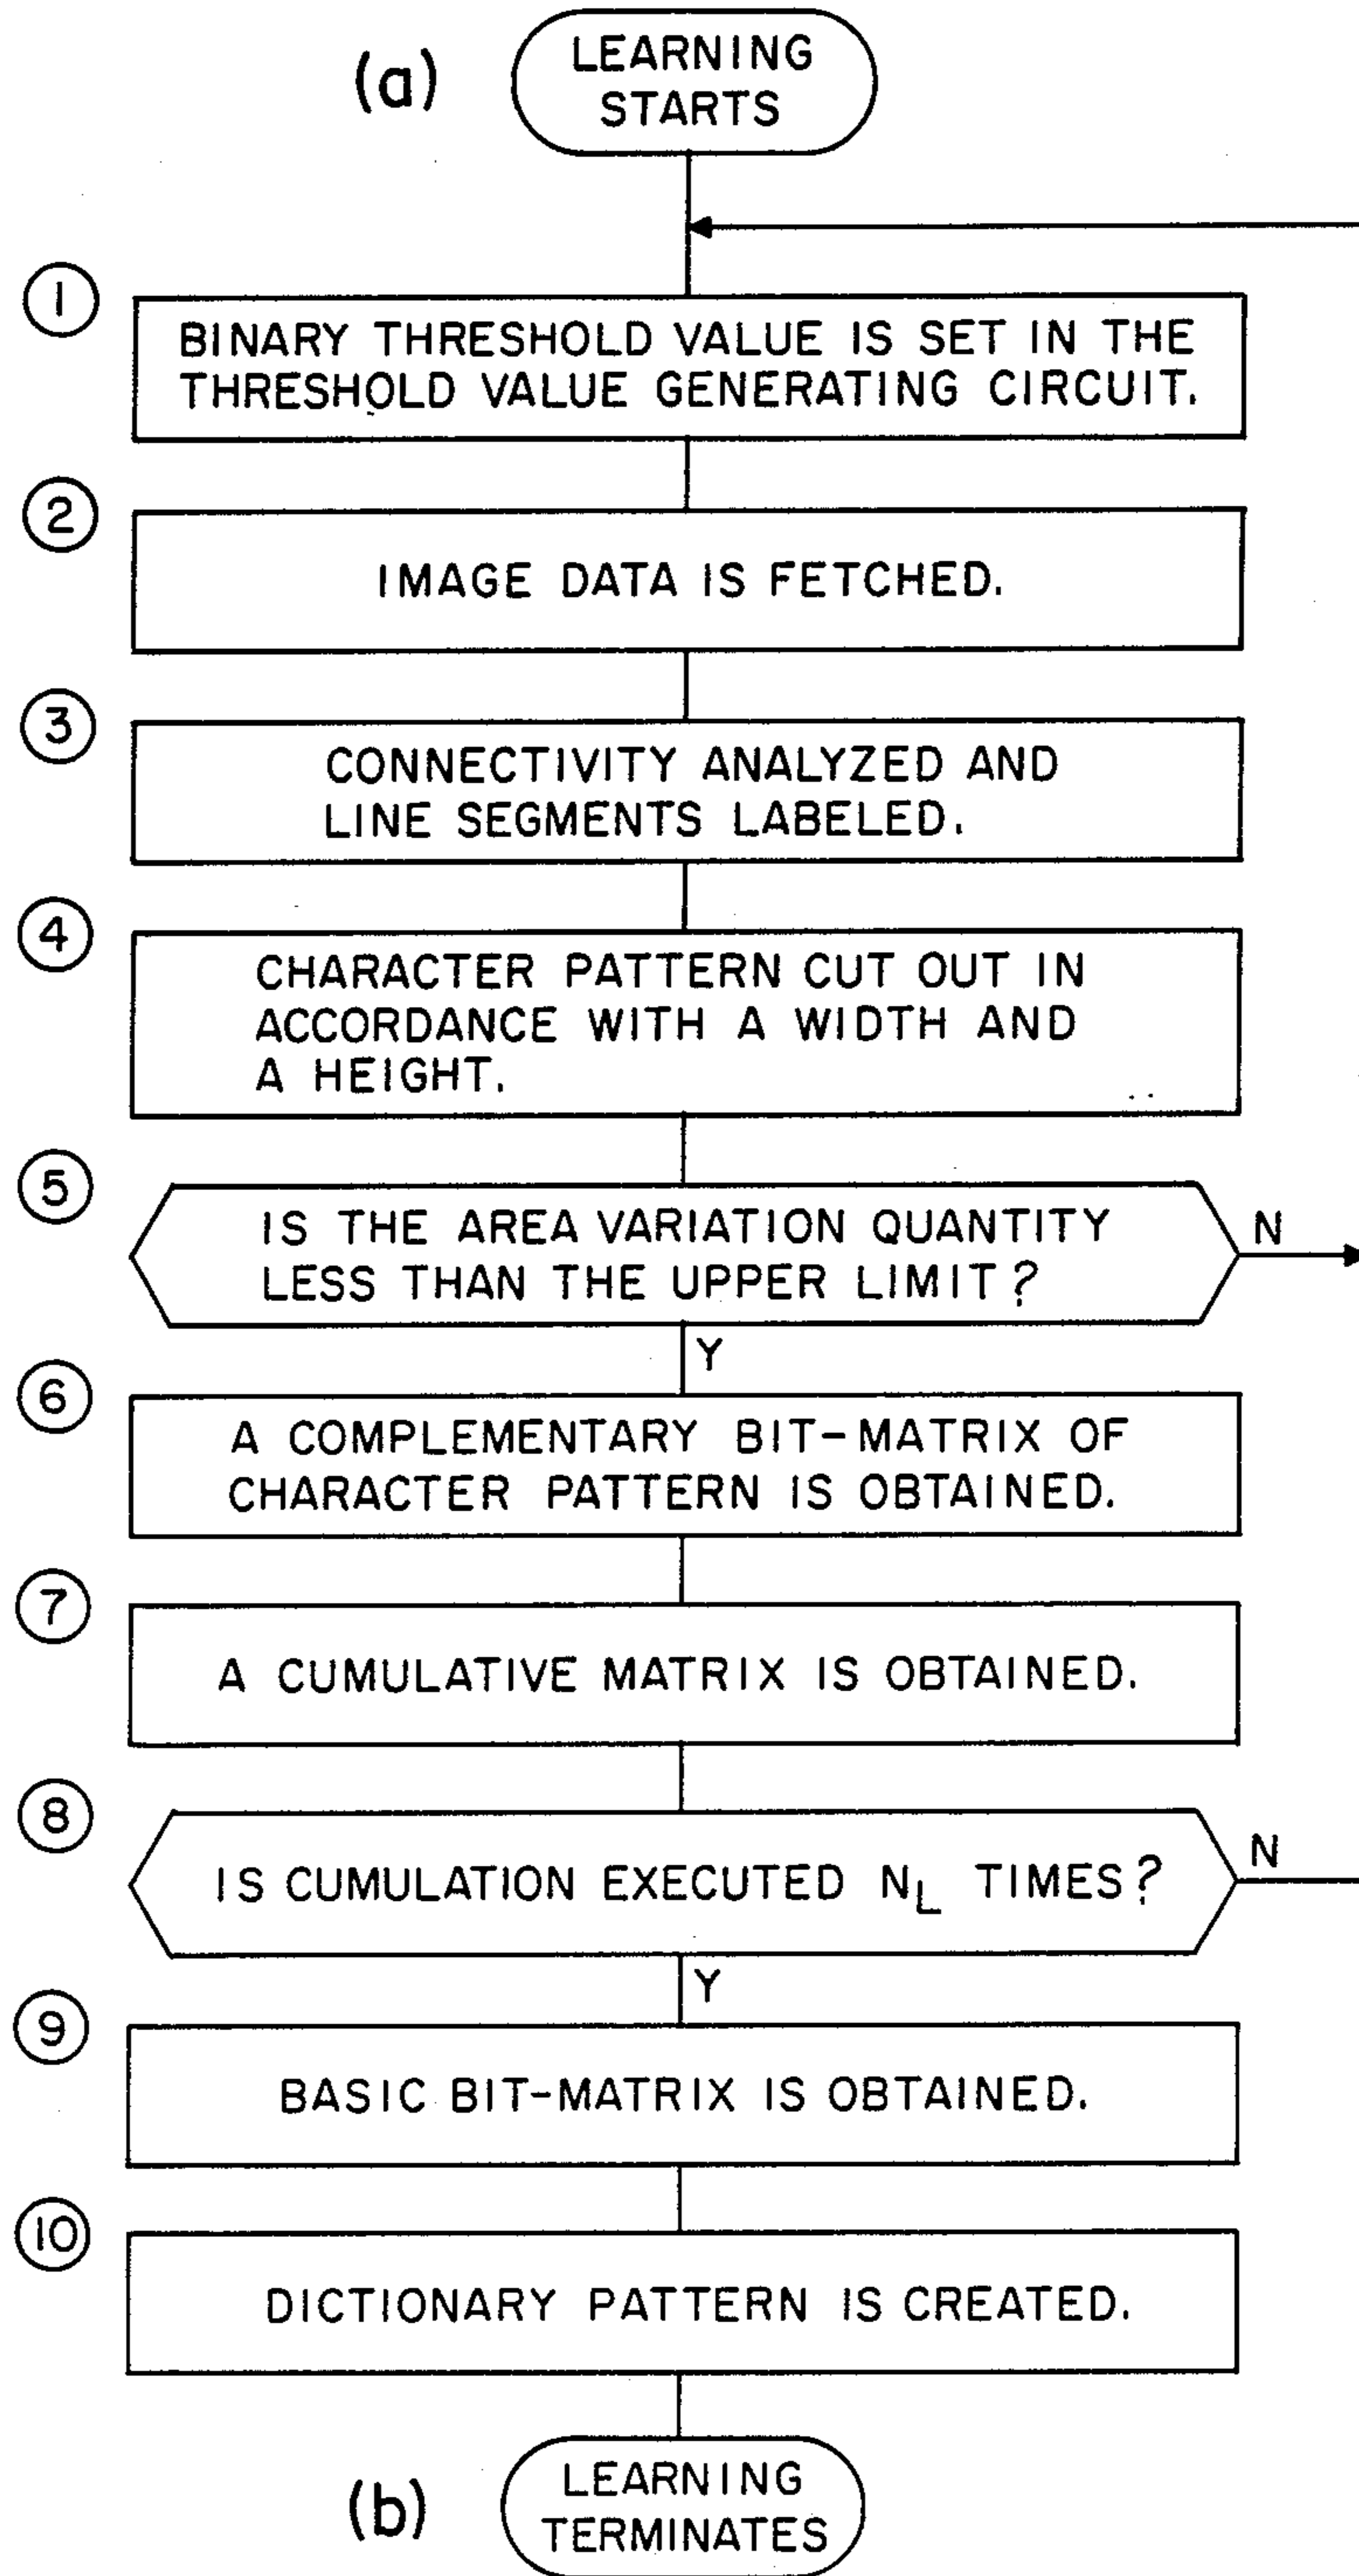 (a)
LEARNING
STARTS
1
BINARY THRESHOLD VALUE IS SET IN THE
THRESHOLD VALUE GENERATING CIRCUIT.
2
IMAGE DATA IS FETCHED.
3
CONNECTIVITY ANALYZED AND
LINE SEGMENTS LABELED.
4
CHARACTER PATTERN CUT OUT IN
ACCORDANCE WITH A WIDTH AND
A HEIGHT.
5
IS THE AREA VARIATION QUANTITY
LESS THAN THE UPPER LIMIT?
N
Y
6
A COMPLEMENTARY BIT-MATRIX OF
CHARACTER PATTERN IS OBTAINED.
7
A CUMULATIVE MATRIX IS OBTAINED.
8
IS CUMULATION EXECUTED N_L TIMES?
N
Y
9
BASIC BIT-MATRIX IS OBTAINED.
10
DICTIONARY PATTERN IS CREATED.
(b)
LEARNING
TERMINATES